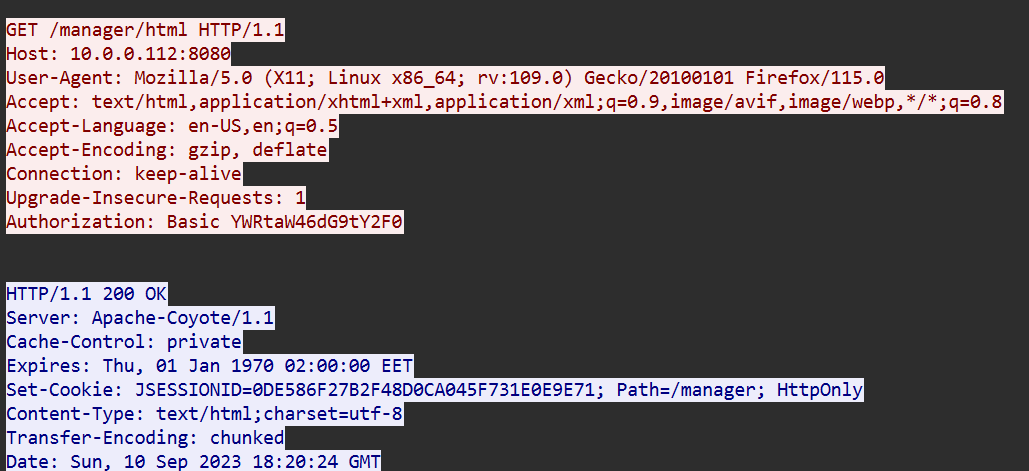 GET /manager/html HTTP/1.1
Host: 10.0.0.112:8080
User-Agent: Mozilla/5.0 (X11; Linux x86_64; rv:109.0) Gecko/20100101 Firefox/115.0
Accept: text/html,application/xhtml+xml,application/xml;q=0.9,image/avif,image/webp,*/*;q=0.8
Accept-Language: en-US,en;q=0.5
Accept-Encoding: gzip, deflate
Connection: keep-alive
Upgrade-Insecure-Requests: 1
Authorization: Basic YWRtaW46dG9tY2F0
HTTP/1.1 200 OK
Server: Apache-Coyote/1.1
Cache-Control: private
Expires: Thu, 01 Jan 1970 02:00:00 EET
Set-Cookie: JSESSIONID=0DE586F27B2F48D0CA045F731E0E9E71; Path=/manager; HttpOnly
Content-Type: text/html;charset=utf-8
Transfer-Encoding: chunked
Date: Sun, 10 Sep 2023 18:20:24 GMT